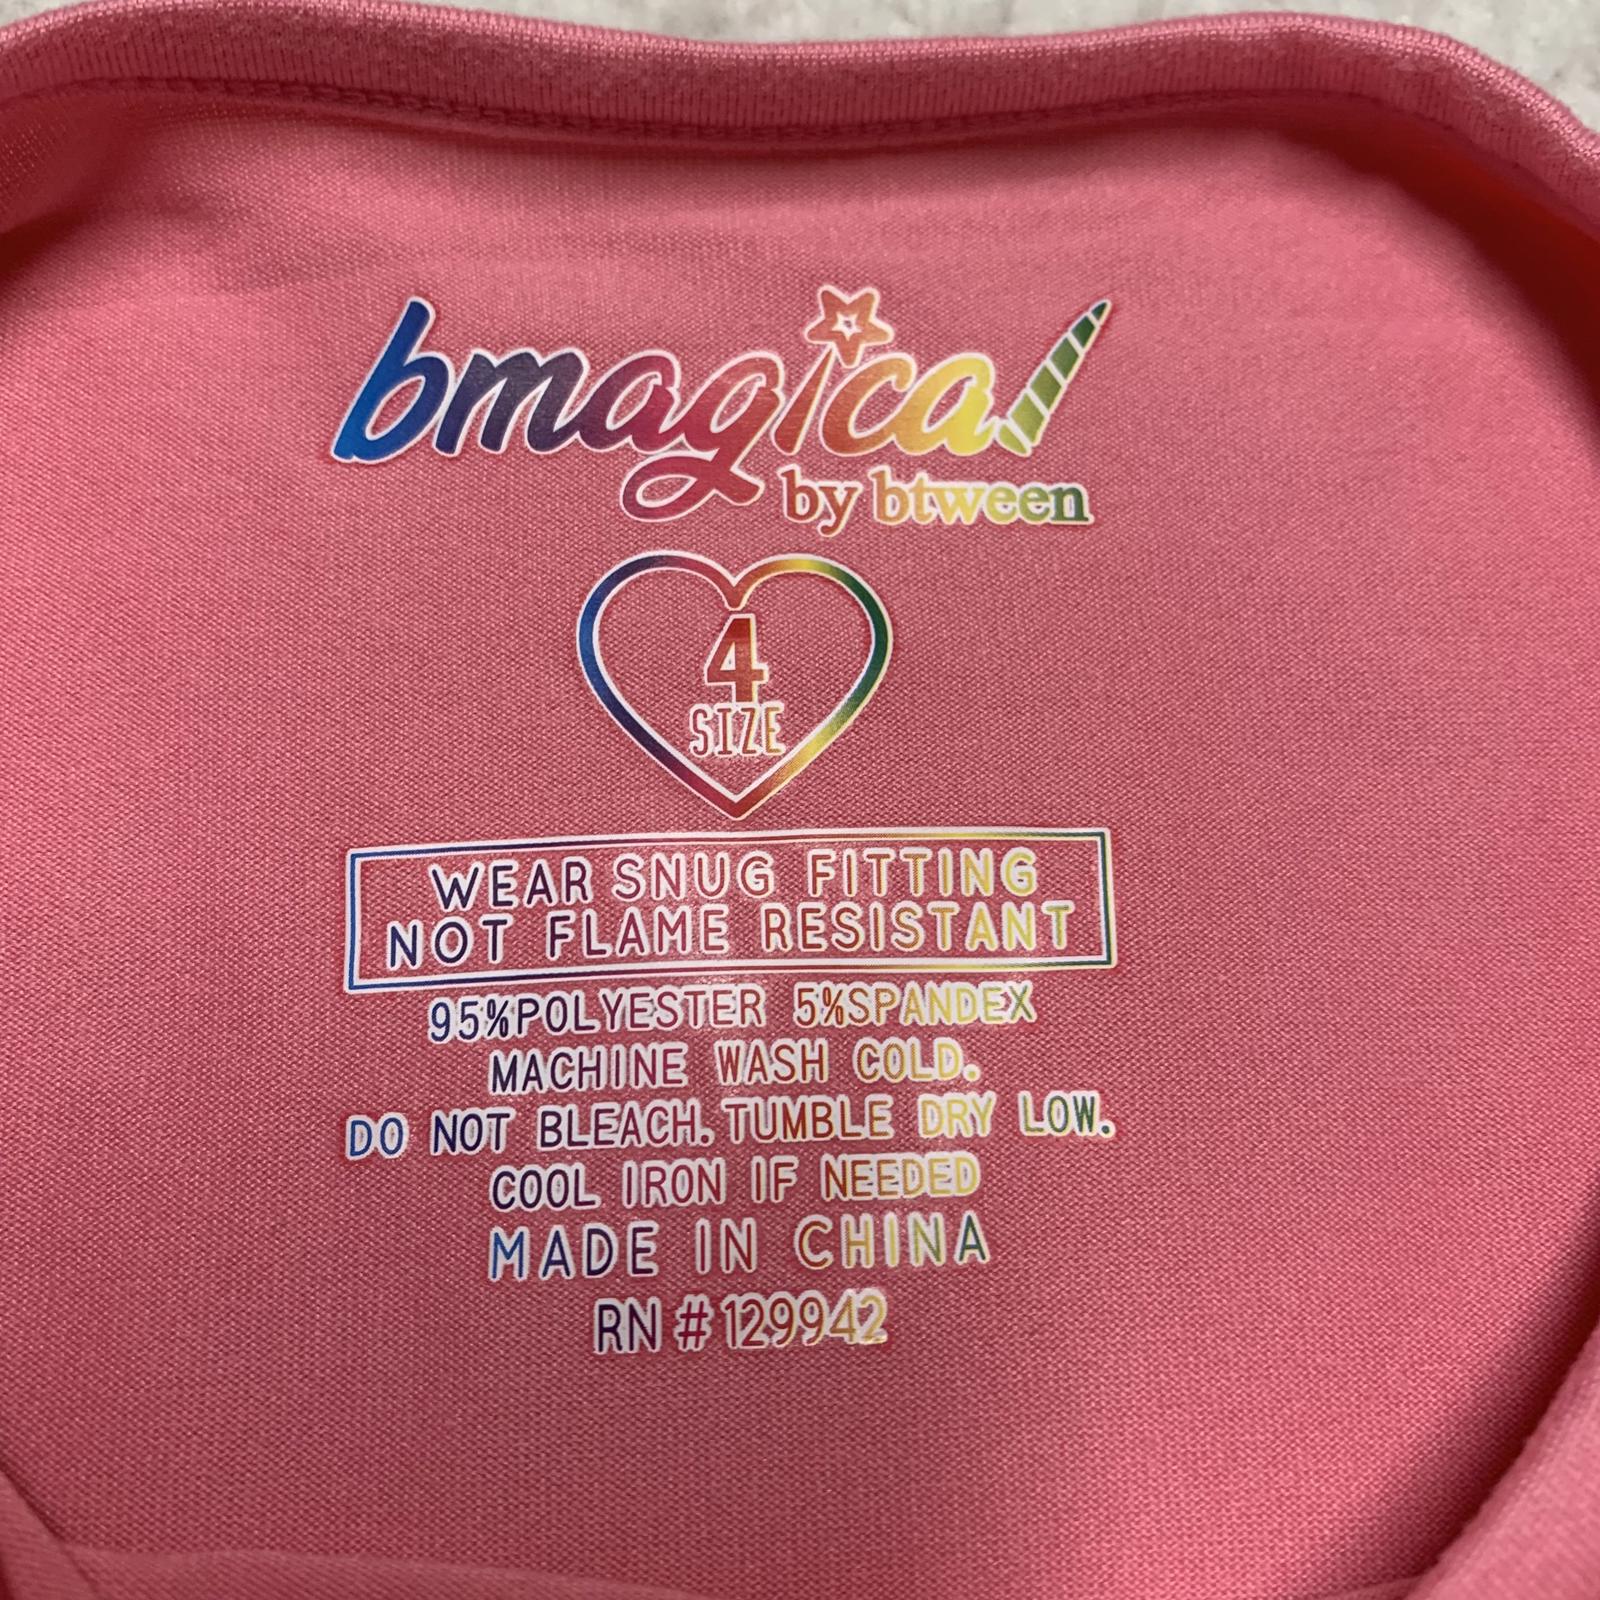 bmagical
by btween
4
SIZE
WEAR SNUG FITTING
NOT FLAME RESISTANT
95%POLYESTER 5%SPANDEX
MACHINE WASH COLD.
DO NOT BLEACH. TUMBLE DRY LOW.
COOL IRON IF NEEDED
MADE IN CHINA
RN # 129942